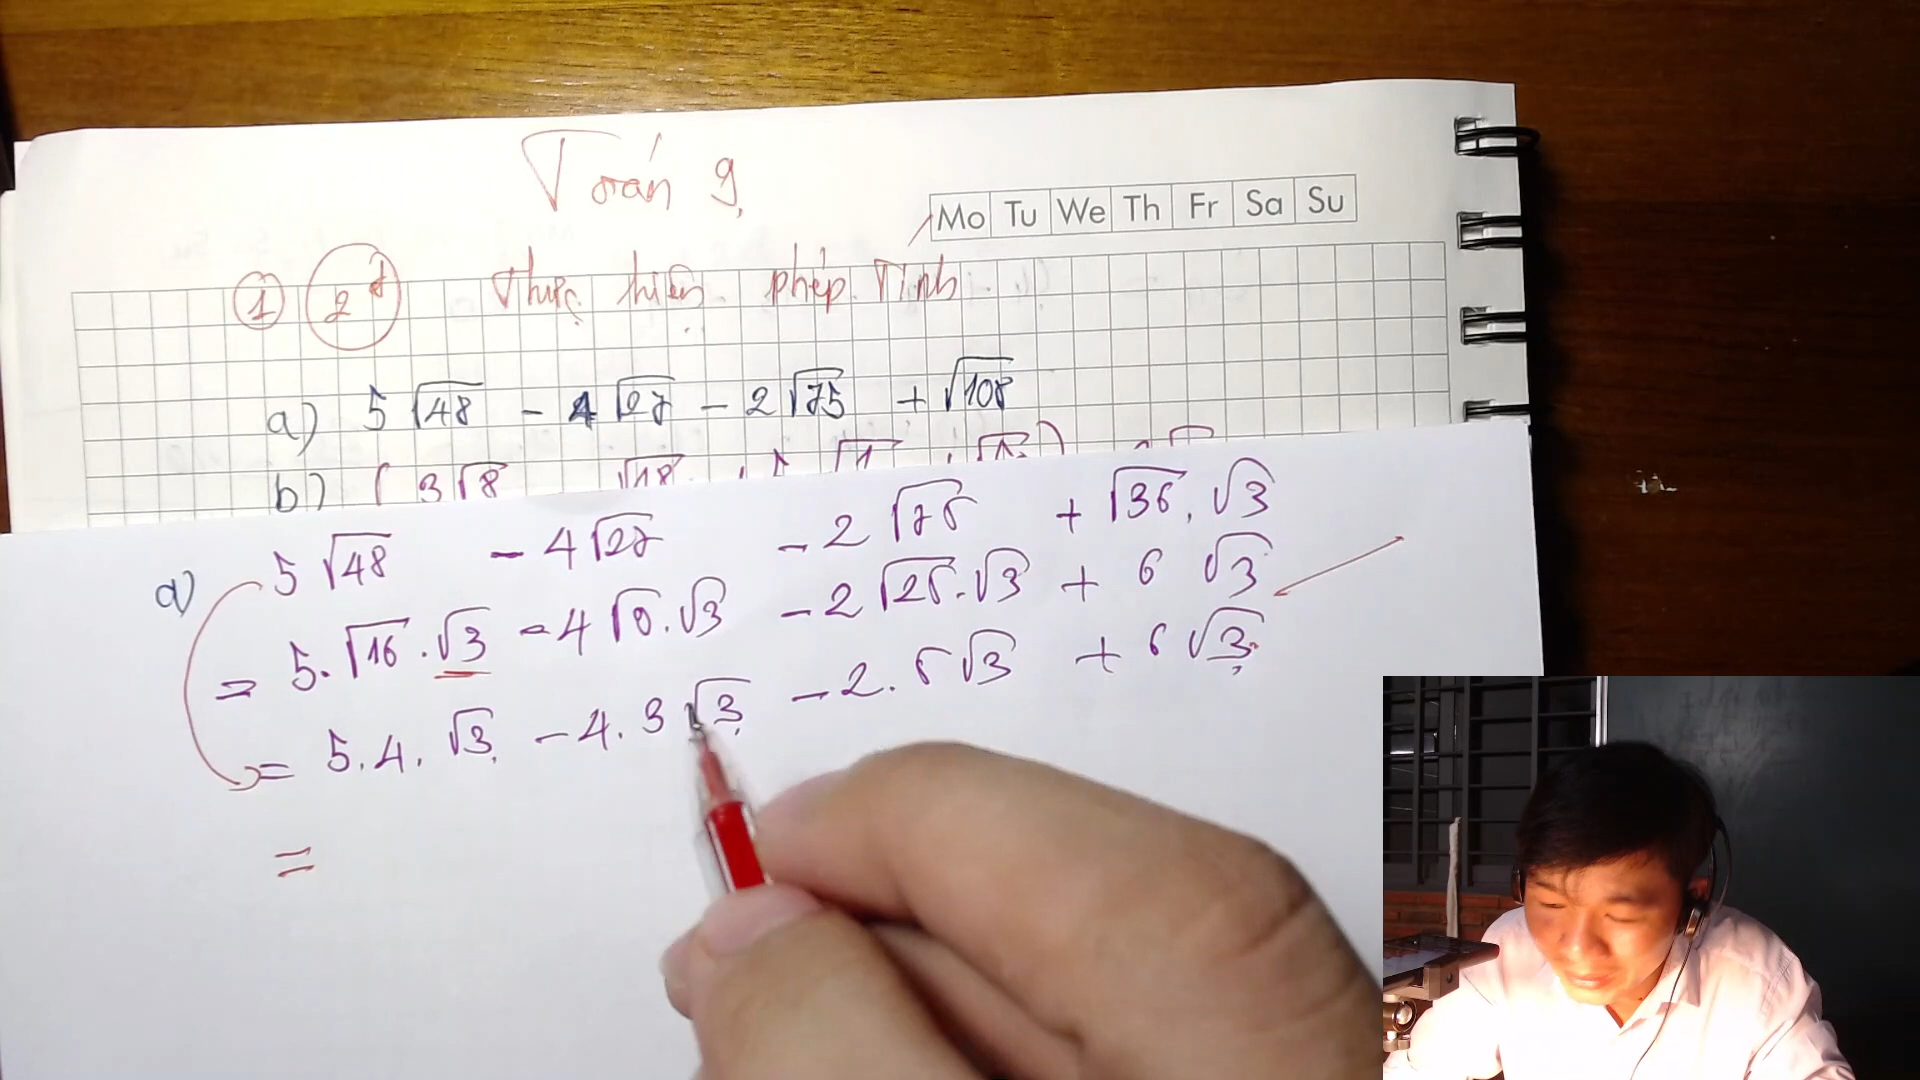 Toán 9
Mo Tu We Th Fr Sa Su
① 2đ Thực hiện phép tính
a) 5√48 - 4√27 - 2√75 + √108
b) ( 3√8 √18
a) 5√48 - 4√27 - 2√75 + √36 . √3
= 5.√16 . √3 - 4√9.√3 - 2√25.√3 + 6 √3
= 5.4. √3 - 4. 3√3 - 2. 5√3 + 6√3
=